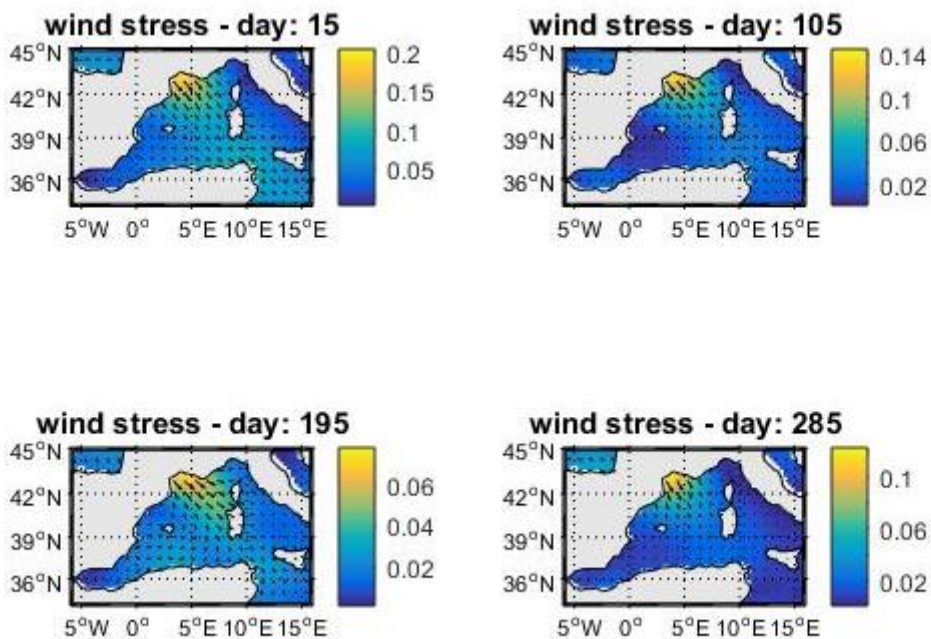 wind stress - day: 15
45°N
42°N
39°N
36°N
5°W 0° 5°E 10°E 15°E
0.2
0.15
0.1
0.05
wind stress - day: 105
45°N
42°N
39°N
36°N
5°W 0° 5°E 10°E 15°E
0.14
0.1
0.06
0.02
wind stress - day: 195
45°N
42°N
39°N
36°N
5°W 0° 5°E 10°E 15°E
0.06
0.04
0.02
wind stress - day: 285
45°N
42°N
39°N
36°N
5°W 0° 5°E 10°E 15°E
0.1
0.06
0.02